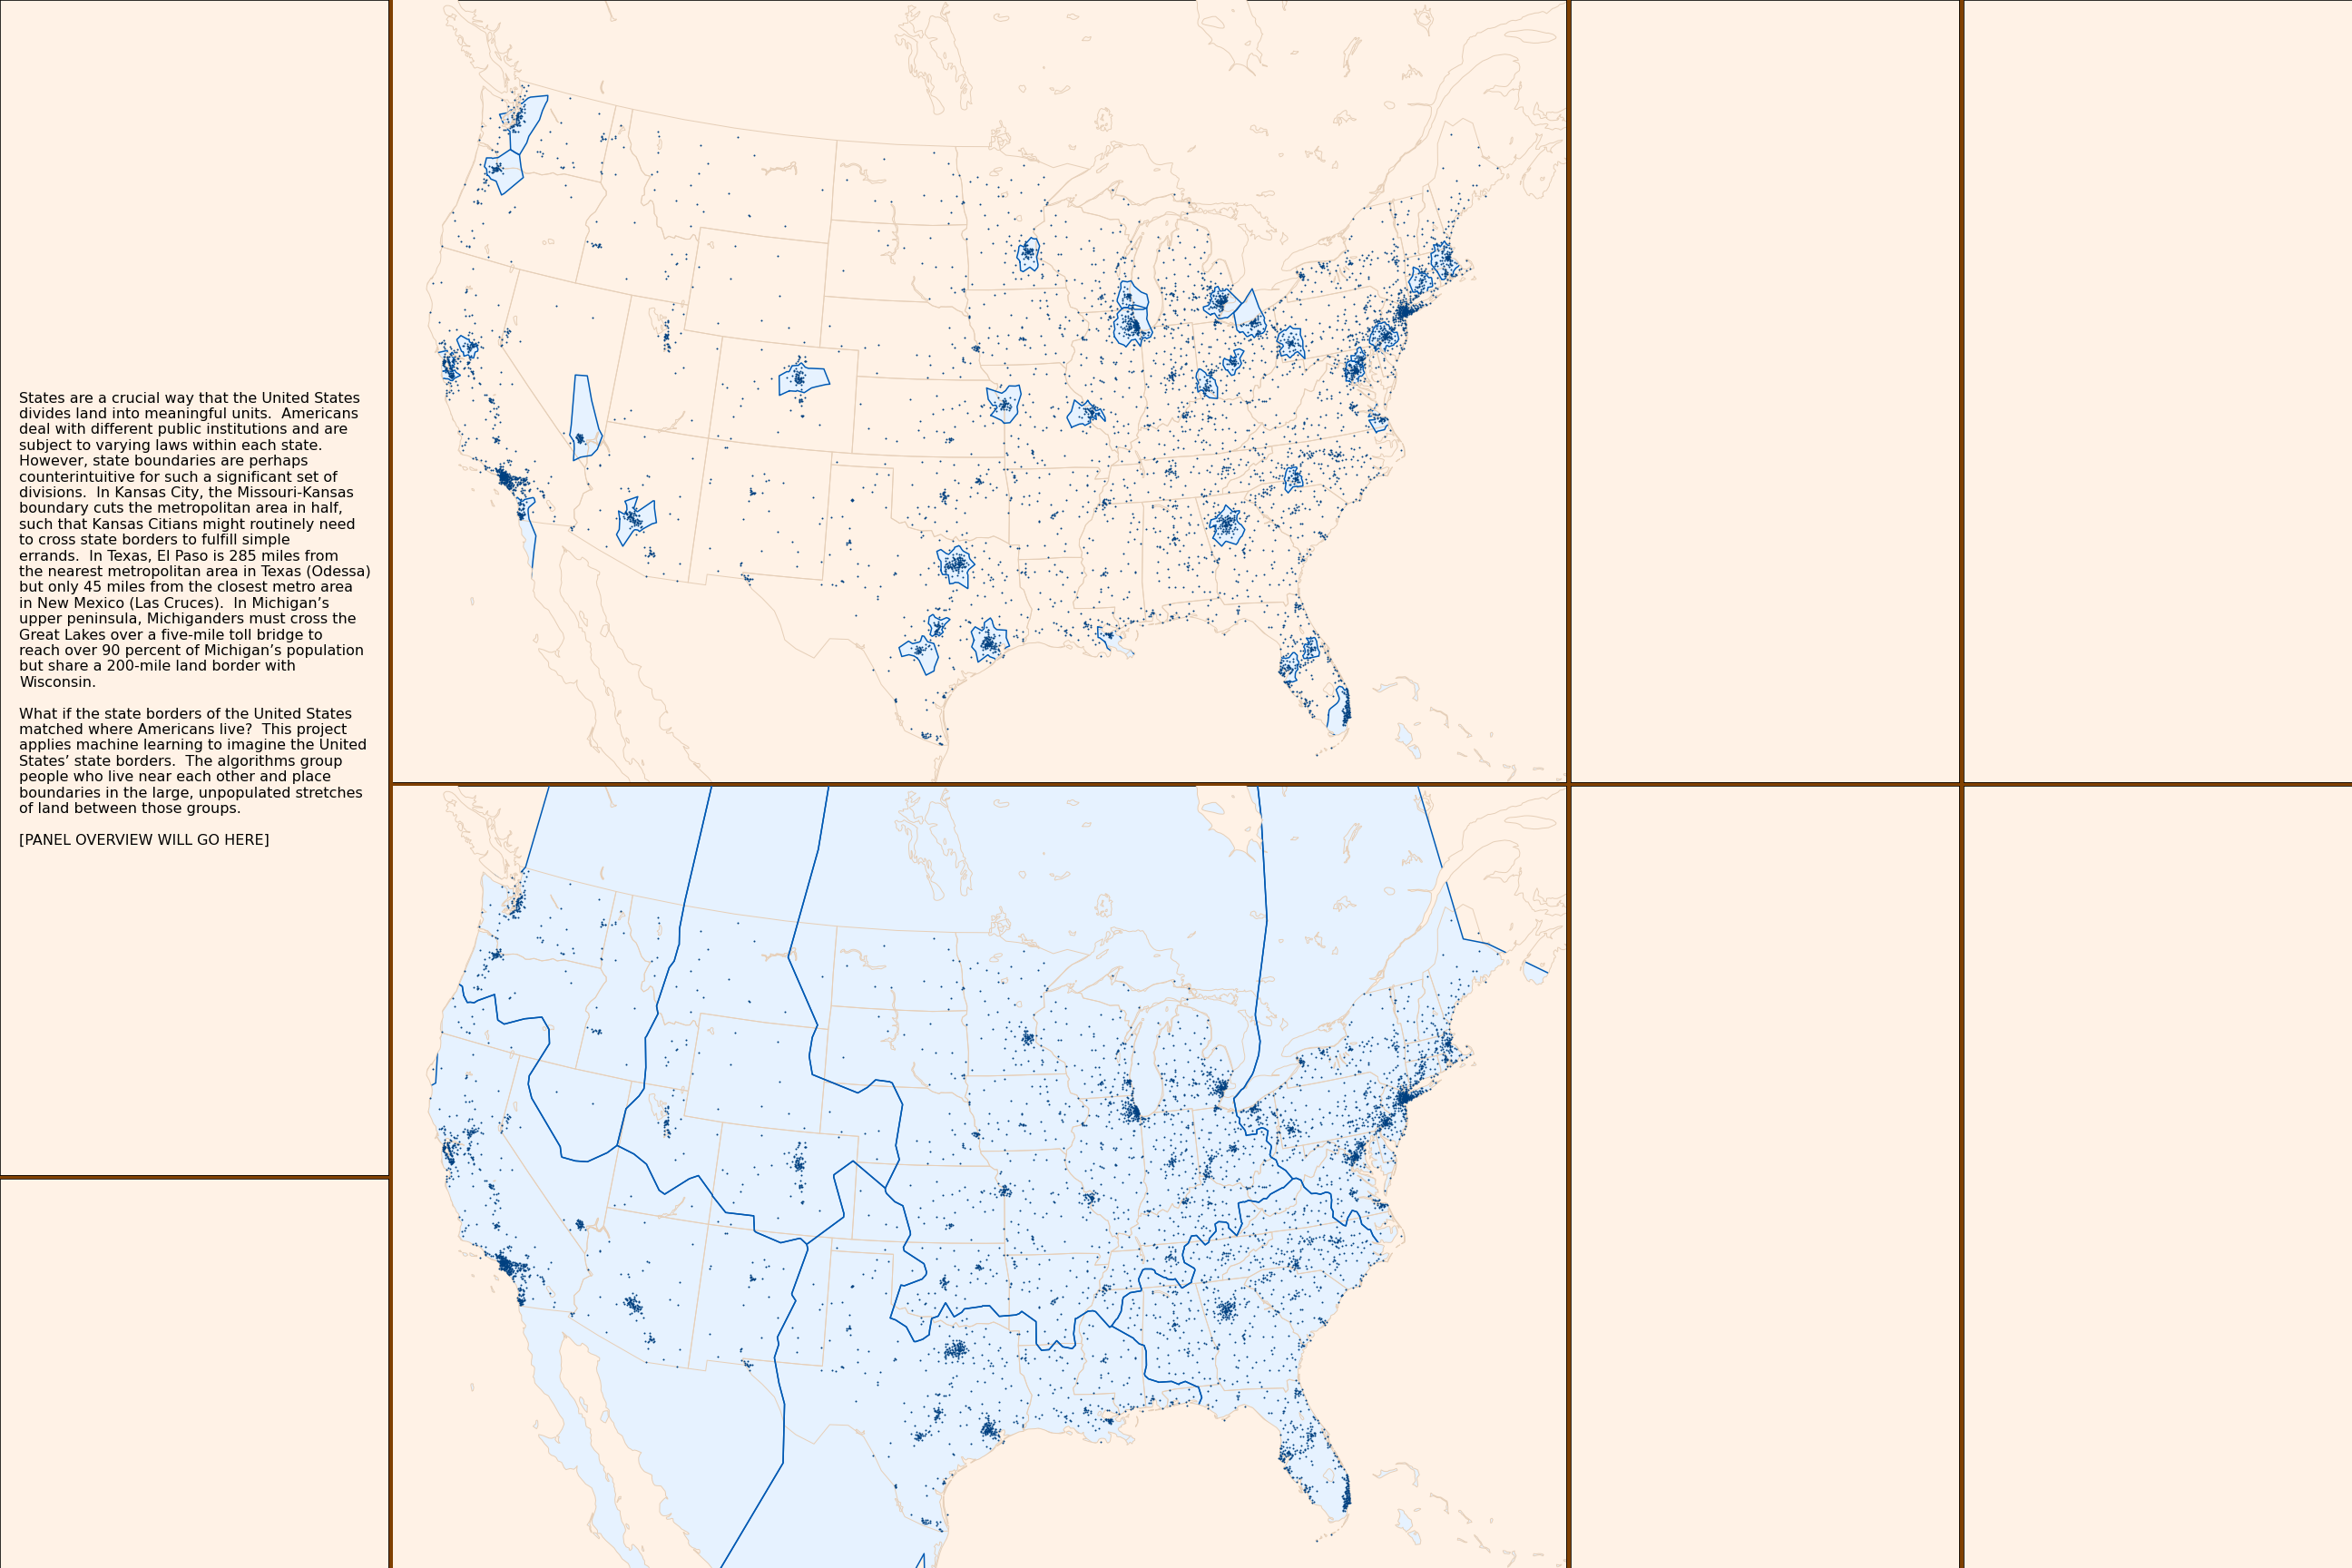 States are a crucial way that the United States
divides land into meaningful units.  Americans
deal with different public institutions and are
subject to varying laws within each state.
However, state boundaries are perhaps
counterintuitive for such a significant set of
divisions.  In Kansas City, the Missouri-Kansas
boundary cuts the metropolitan area in half,
such that Kansas Citians might routinely need
to cross state borders to fulfill simple
errands.  In Texas, El Paso is 285 miles from
the nearest metropolitan area in Texas (Odessa)
but only 45 miles from the closest metro area
in New Mexico (Las Cruces).  In Michigan’s
upper peninsula, Michiganders must cross the
Great Lakes over a five-mile toll bridge to
reach over 90 percent of Michigan’s population
but share a 200-mile land border with
Wisconsin.
What if the state borders of the United States
matched where Americans live?  This project
applies machine learning to imagine the United
States’ state borders.  The algorithms group
people who live near each other and place
boundaries in the large, unpopulated stretches
of land between those groups.
[PANEL OVERVIEW WILL GO HERE]